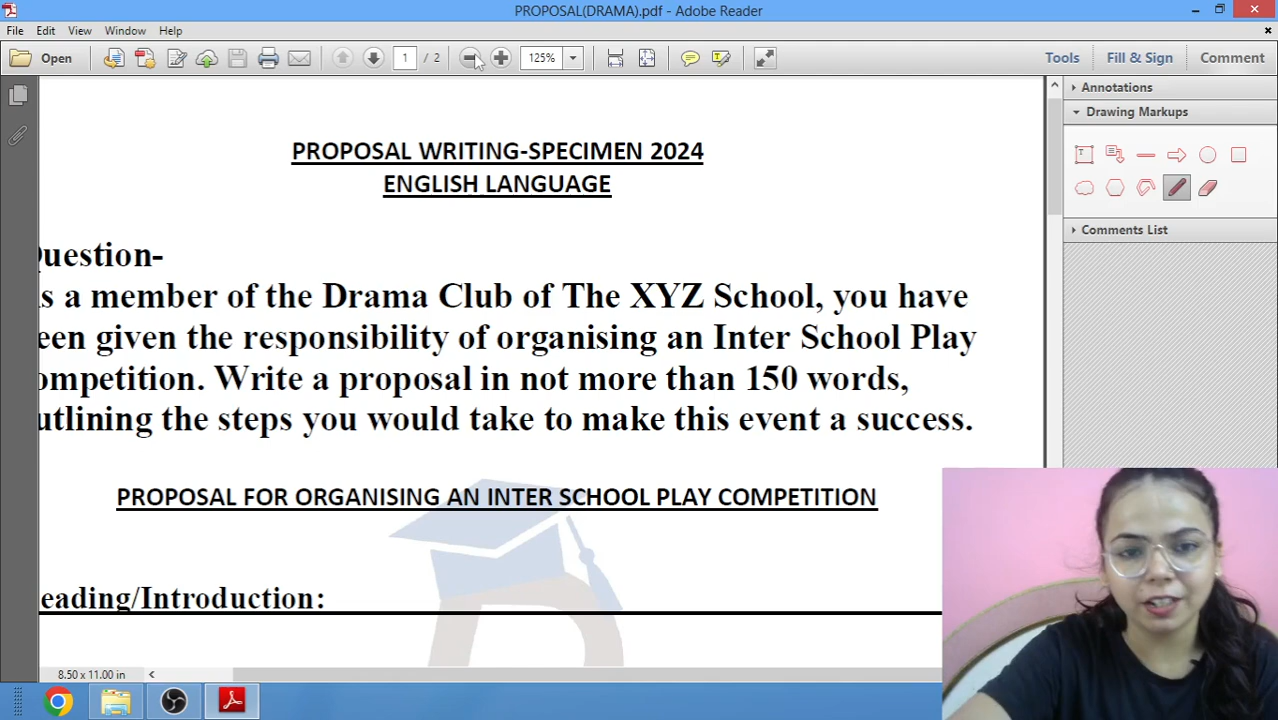 PROPOSAL(DRAMA).pdf - Adobe Reader
File Edit View Window Help
Open 1 / 2 125% Tools Fill & Sign Comment
Annotations
Drawing Markups
Comments List
PROPOSAL WRITING-SPECIMEN 2024
ENGLISH LANGUAGE
uestion-
s a member of the Drama Club of The XYZ School, you have
een given the responsibility of organising an Inter School Play
ompetition. Write a proposal in not more than 150 words,
utlining the steps you would take to make this event a success.
PROPOSAL FOR ORGANISING AN INTER SCHOOL PLAY COMPETITION
eading/Introduction:
8.50 x 11.00 in